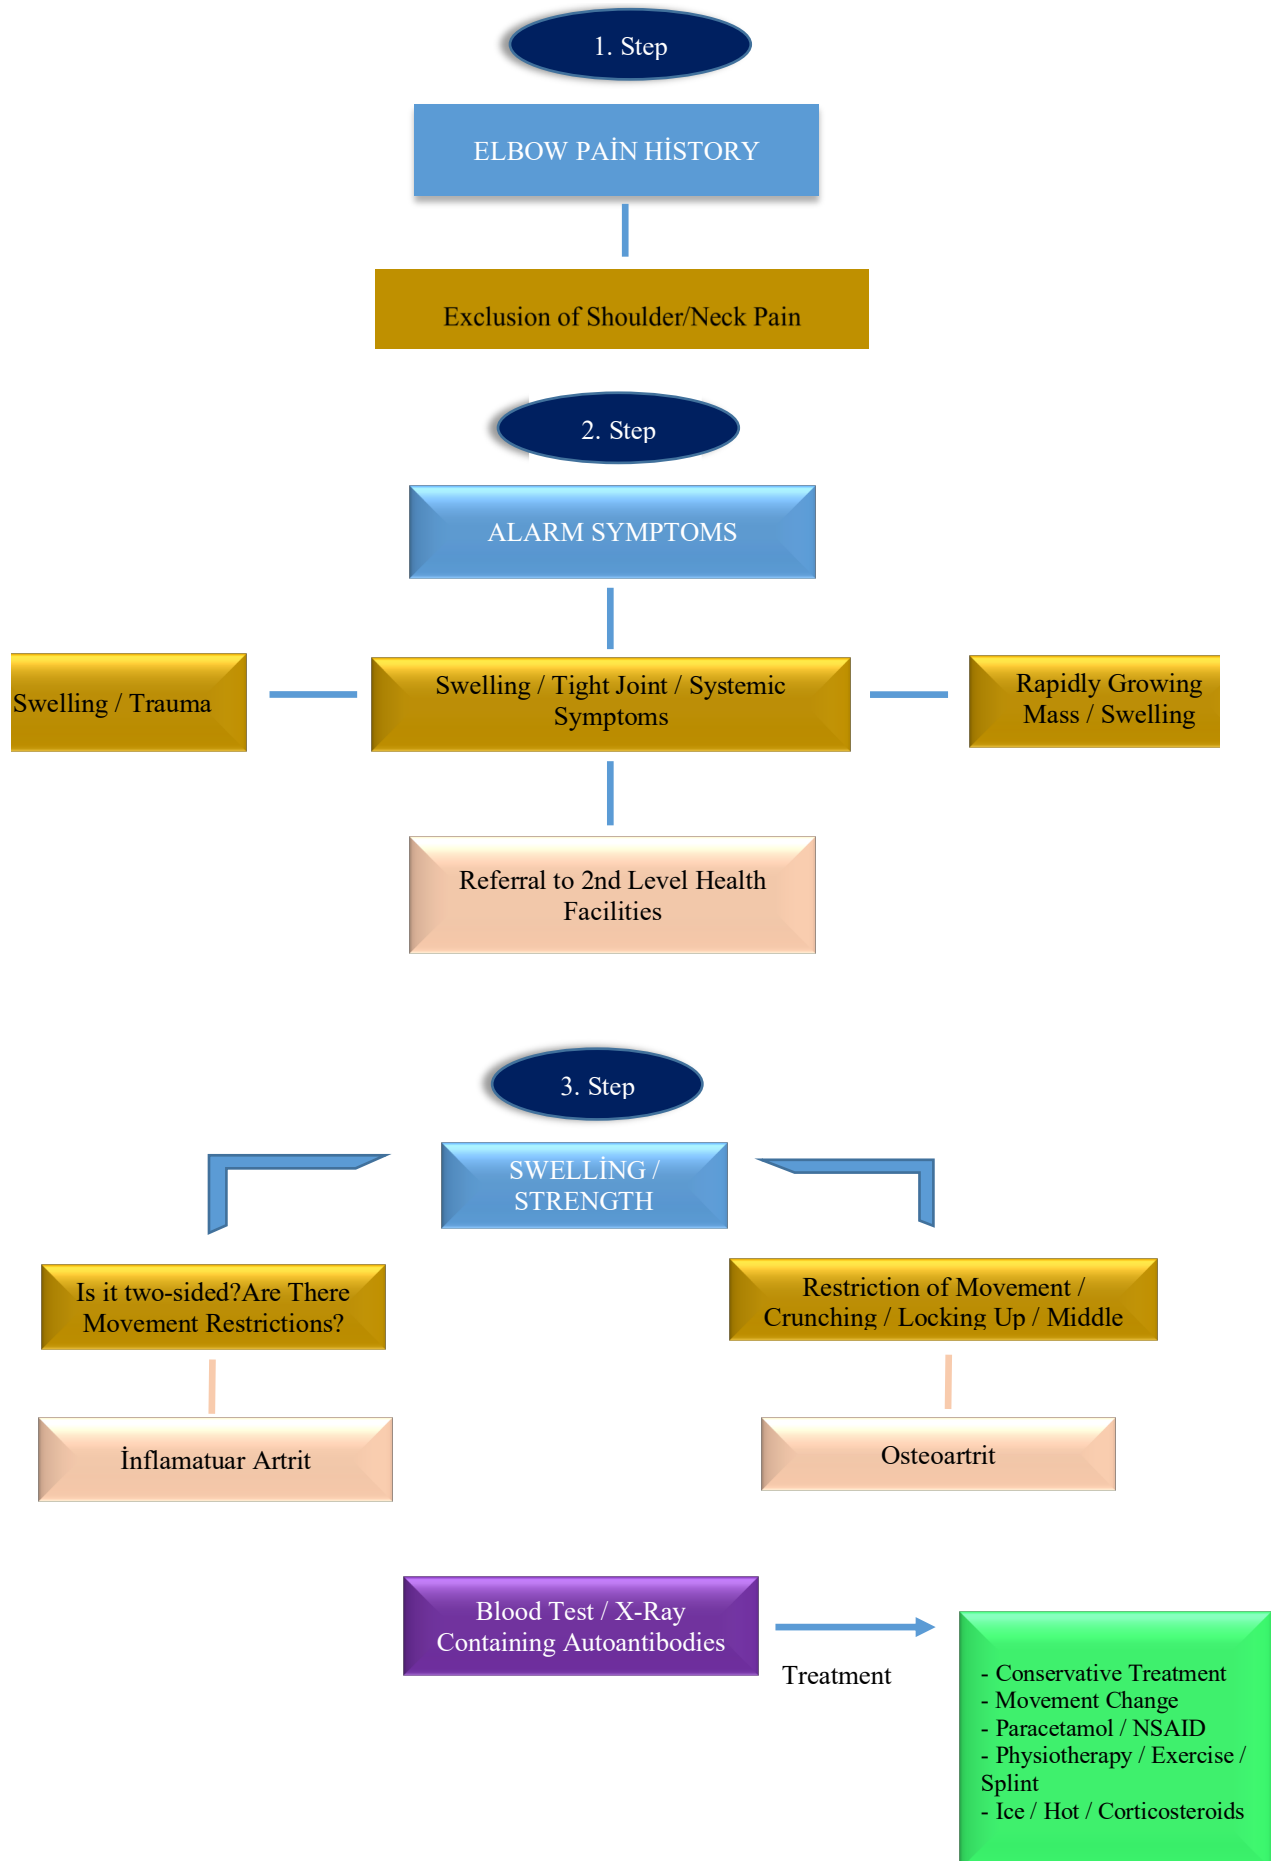 1. Step
ELBOW PAİN HİSTORY
Exclusion of Shoulder/Neck Pain
2. Step
ALARM SYMPTOMS
Swelling / Trauma
Swelling / Tight Joint / Systemic
Symptoms
Rapidly Growing
Mass / Swelling
Referral to 2nd Level Health
Facilities
3. Step
SWELLİNG /
STRENGTH
Is it two-sided?Are There
Movement Restrictions?
Restriction of Movement /
Crunching / Locking Up / Middle
İnflamatuar Artrit
Osteoartrit
Blood Test / X-Ray
Containing Autoantibodies
Treatment
- Conservative Treatment
- Movement Change
- Paracetamol / NSAID
- Physiotherapy / Exercise /
Splint
- Ice / Hot / Corticosteroids